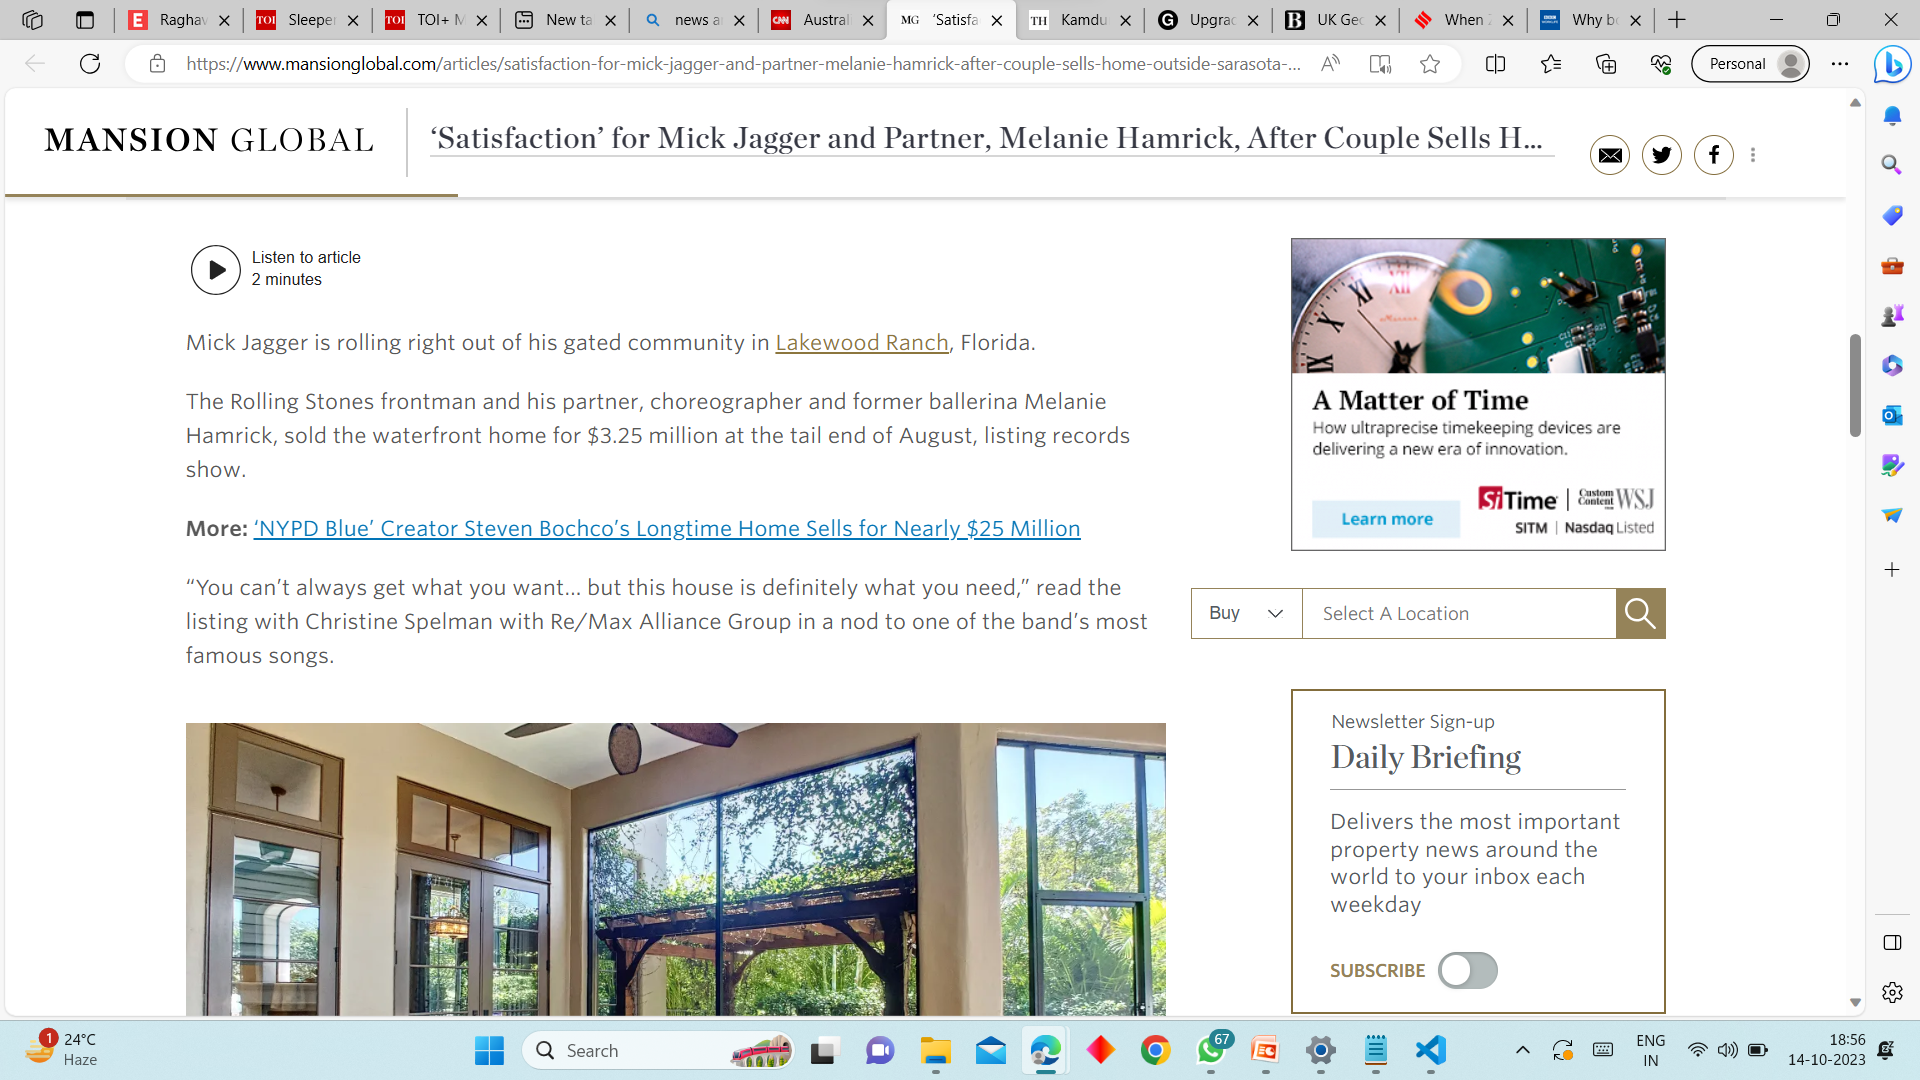 Raghav
TOI Sleeper
TOI TOI+ M
New ta
news a
CNN Austral
MG ‘Satisfa
TH Kamdu
G Upgrac
B UK Geo
When 2
Why bo
https://www.mansionglobal.com/articles/satisfaction-for-mick-jagger-and-partner-melanie-hamrick-after-couple-sells-home-outside-sarasota-...
Personal
MANSION GLOBAL
‘Satisfaction’ for Mick Jagger and Partner, Melanie Hamrick, After Couple Sells H...
Listen to article
2 minutes
Mick Jagger is rolling right out of his gated community in Lakewood Ranch, Florida.
The Rolling Stones frontman and his partner, choreographer and former ballerina Melanie
Hamrick, sold the waterfront home for $3.25 million at the tail end of August, listing records
show.
More: ‘NYPD Blue’ Creator Steven Bochco’s Longtime Home Sells for Nearly $25 Million
“You can’t always get what you want... but this house is definitely what you need,” read the
listing with Christine Spelman with Re/Max Alliance Group in a nod to one of the band’s most
famous songs.
A Matter of Time
How ultraprecise timekeeping devices are
delivering a new era of innovation.
Learn more
SiTime | Custom Content WSJ
SITM | Nasdaq Listed
Buy
Select A Location
Newsletter Sign-up
Daily Briefing
Delivers the most important
property news around the
world to your inbox each
weekday
SUBSCRIBE
1
24°C
Haze
Search
67
ENG
IN
18:56
14-10-2023